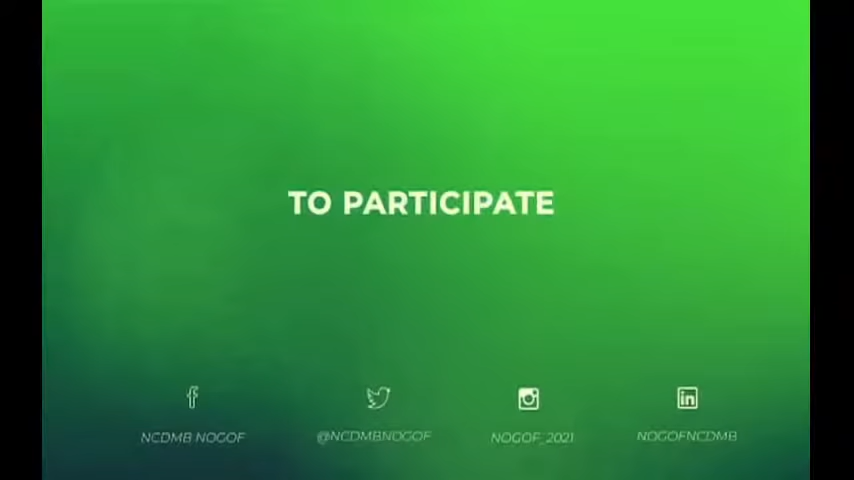 TO PARTICIPATE
NCDMB NOGOF
@NCDMBNOGOF
NOGOF_2021
NOGOFNCDMB